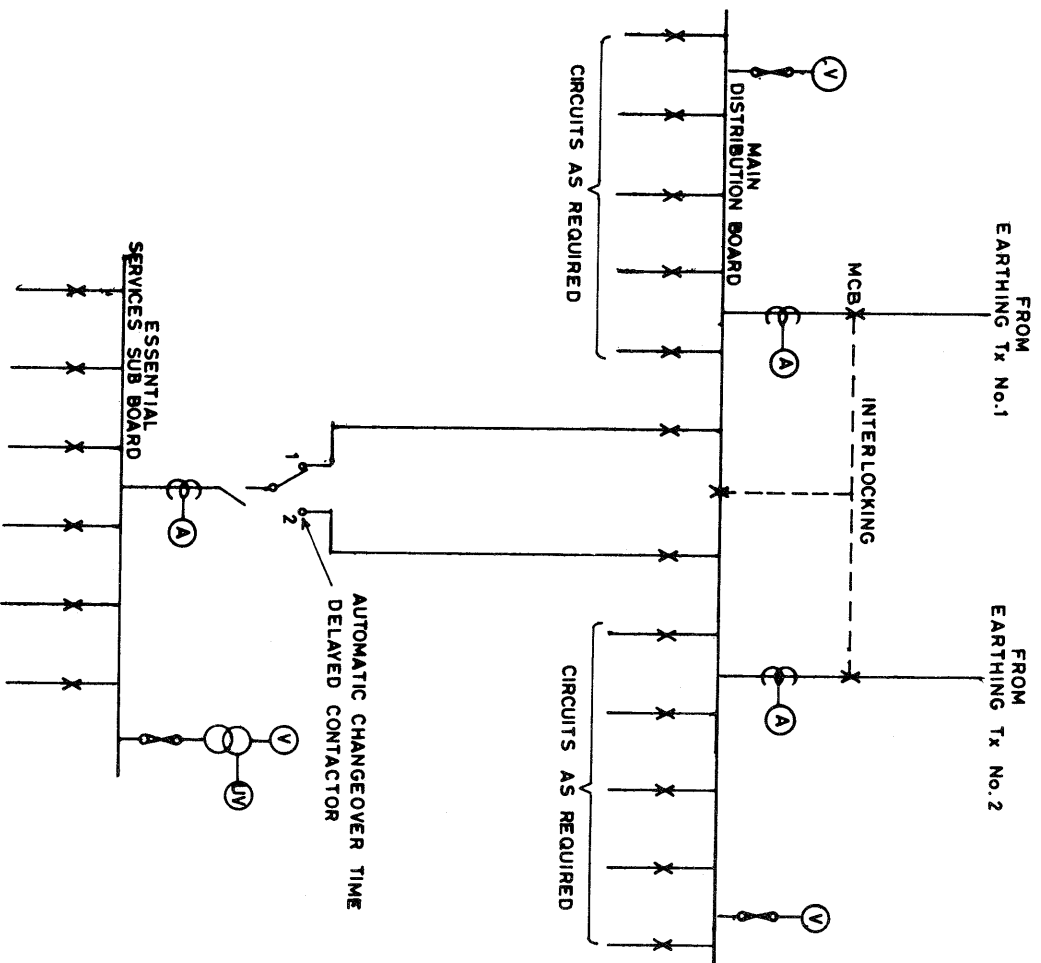 FROM
EARTHING Tx No.1
FROM
EARTHING Tx No.2
MCB
INTERLOCKING
A
A
V
V
MAIN
DISTRIBUTION BOARD
CIRCUITS AS REQUIRED
CIRCUITS AS REQUIRED
1
2
AUTOMATIC CHANGEOVER TIME
DELAYED CONTACTOR
A
V
UV
ESSENTIAL
SERVICES SUB BOARD